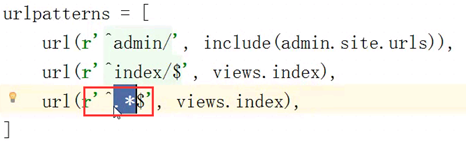 urlpatterns = [
url(r'^admin/', include(admin.site.urls)),
url(r'^index/$', views.index),
url(r'^.*$', views.index),
]